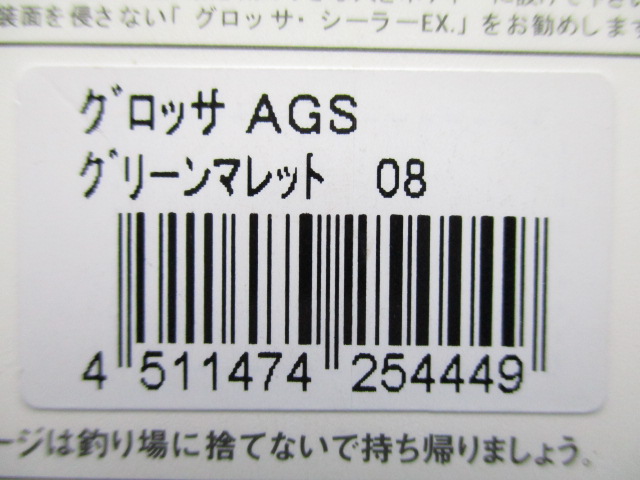 装面を侵さない「グロッサ・シーラーEX.」をお勧めします
ｸﾞﾛｯｻ AGS
ｸﾞﾘｰﾝﾏﾚｯﾄ 08
4 511474 254449
ージは釣り場に捨てないで持ち帰りましょう。